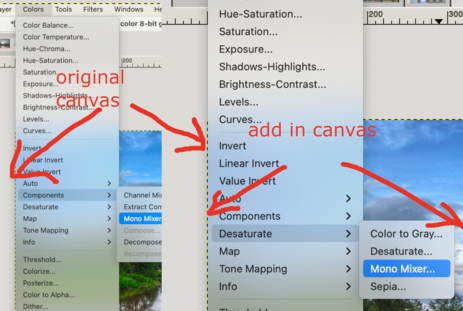 ayer Colors Tools Filters Windows Help
color 8-bit g
Color Balance...
Color Temperature...
Hue-Chroma...
Hue-Saturation...
Saturation...
Exposure...
Shadows-Highlights...
Brightness-Contrast...
Levels...
Curves...
Invert
Linear Invert
Value Invert
Auto
Components
Desaturate
Map
Tone Mapping
Info
Threshold...
Colorize...
Posterize...
Color to Alpha...
Dither...
Channel Mix
Extract Com
Mono Mixer
Compose...
Decompose
Recompose
original
canvas
200
300
Hue-Saturation...
Saturation...
Exposure...
Shadows-Highlights...
Brightness-Contrast...
Levels...
Curves...
add in canvas
Invert
Linear Invert
Value Invert
Auto
Components
Desaturate
Map
Tone Mapping
Info
Color to Gray...
Desaturate...
Mono Mixer...
Sepia...